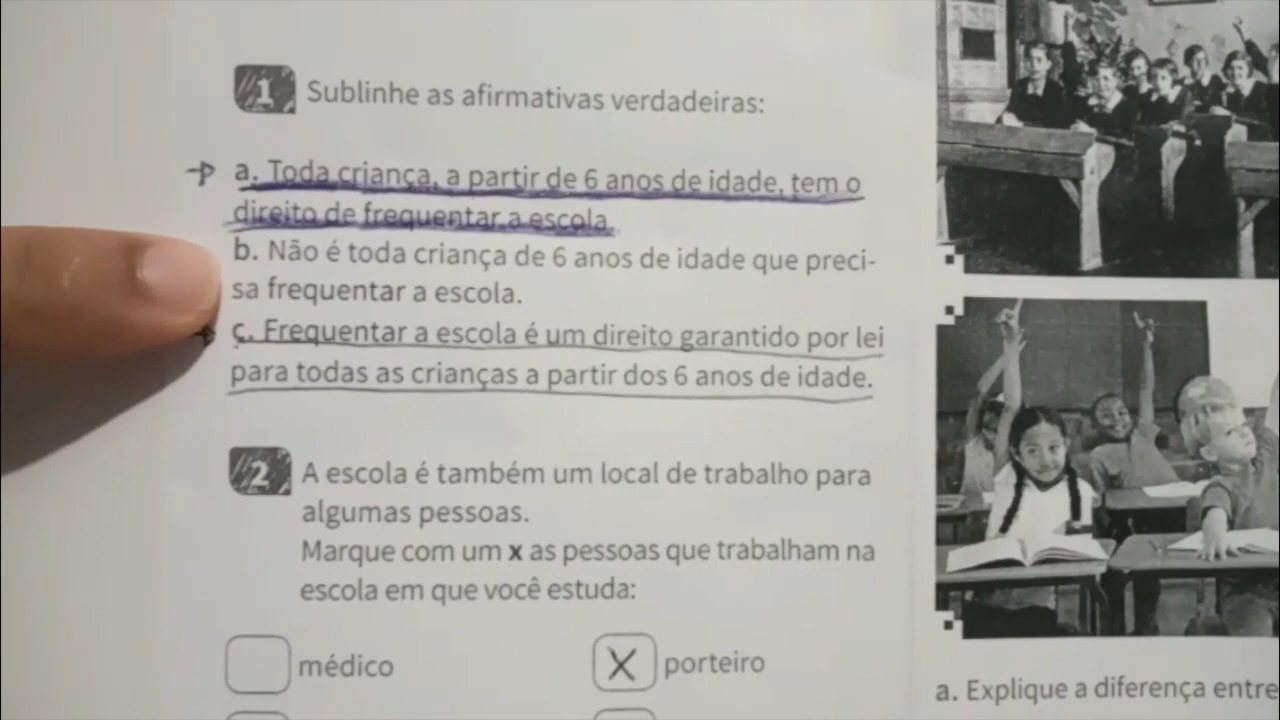 1 Sublinhe as afirmativas verdadeiras:
a. Toda criança, a partir de 6 anos de idade, tem o
direito de frequentar a escola.
b. Não é toda criança de 6 anos de idade que preci-
sa frequentar a escola.
c. Frequentar a escola é um direito garantido por lei
para todas as crianças a partir dos 6 anos de idade.
2 A escola é também um local de trabalho para
algumas pessoas.
Marque com um x as pessoas que trabalham na
escola em que você estuda:
médico
X porteiro
a. Explique a diferença entre